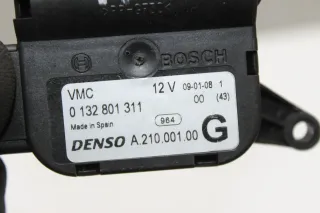 BOSCH
VMC 12 V 09-01-08 1
0 132 801 311 00 (43)
Made in Spain 964
DENSO A.210.001.00 G